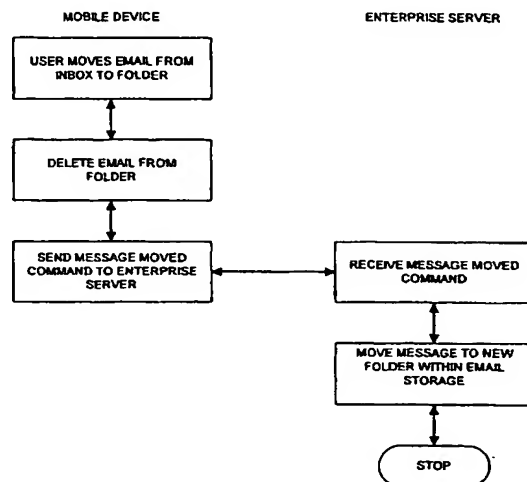 MOBILE DEVICE
ENTERPRISE SERVER
USER MOVES EMAIL FROM
INBOX TO FOLDER
DELETE EMAIL FROM
FOLDER
SEND MESSAGE MOVED
COMMAND TO ENTERPRISE
SERVER
RECEIVE MESSAGE MOVED
COMMAND
MOVE MESSAGE TO NEW
FOLDER WITHIN EMAIL
STORAGE
STOP